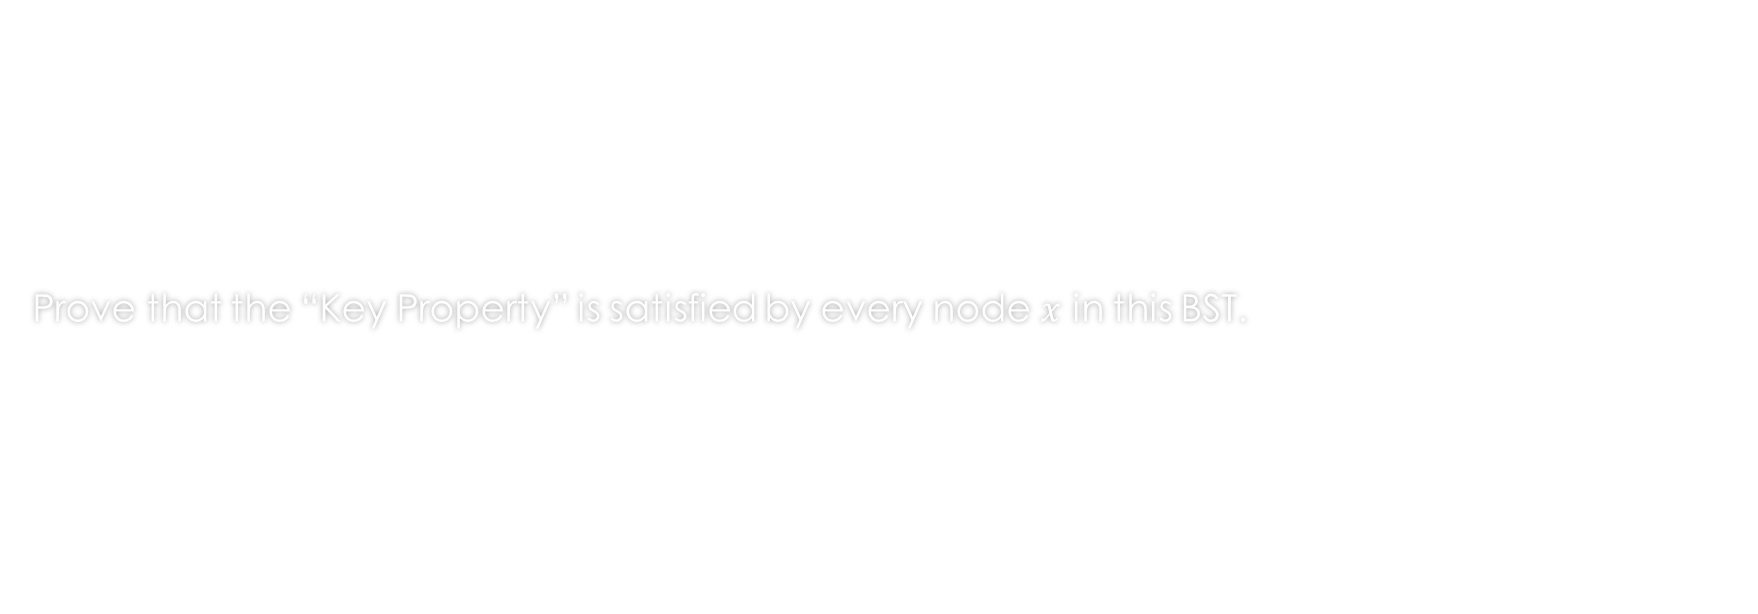 Prove that the “Key Property” is satisfied by every node x in this BST.